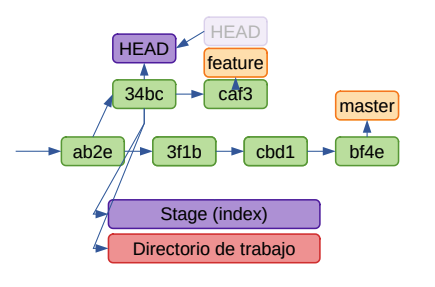 HEAD
HEAD
feature
34bc
caf3
master
ab2e
3f1b
cbd1
bf4e
Stage (index)
Directorio de trabajo